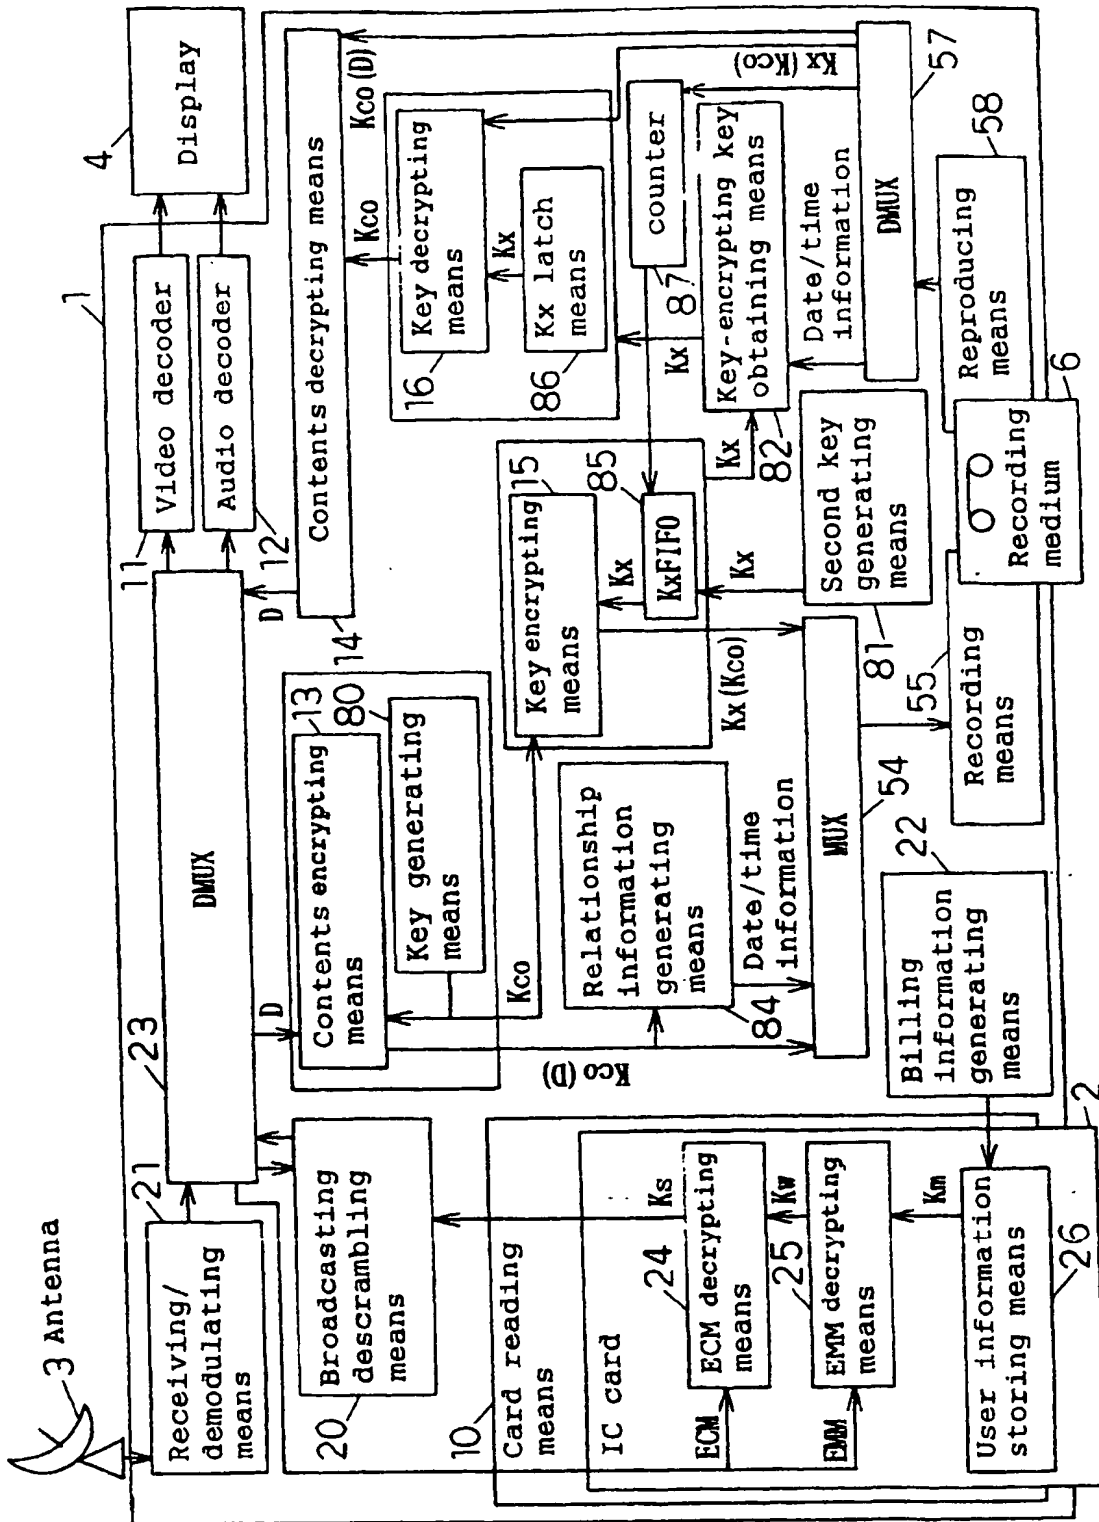 3 Antenna
Receiving/
demodulating
means
21
23
DMUX
11
Video decoder
Audio decoder
12
4
Display
1
Broadcasting
descrambling
means
20
D
Contents encrypting
means
13
Key generating
means
80
D
Contents decrypting means
14
Kco (D)
Kco
Key decrypting
means
16
Kx
Kx latch
means
86
Kx (Kco)
counter
87
Kx
Key-encrypting key
obtaining means
82
Date/time
information
DMUX
57
Reproducing
means
58
Card reading
means
10
IC card
2
Ks
ECM decrypting
means
24
ECM
Kw
EMM decrypting
means
25
EMM
Km
User information
storing means
26
Kco (D)
Kco
Relationship
information
generating
means
84
Date/time
information
Key encrypting
means
15
Kx
KxFIFO
85
Kx
Kx
Second key
generating
means
81
Kx (Kco)
MUX
54
Billing
information
generating
means
22
Recording
means
55
Recording
medium
6